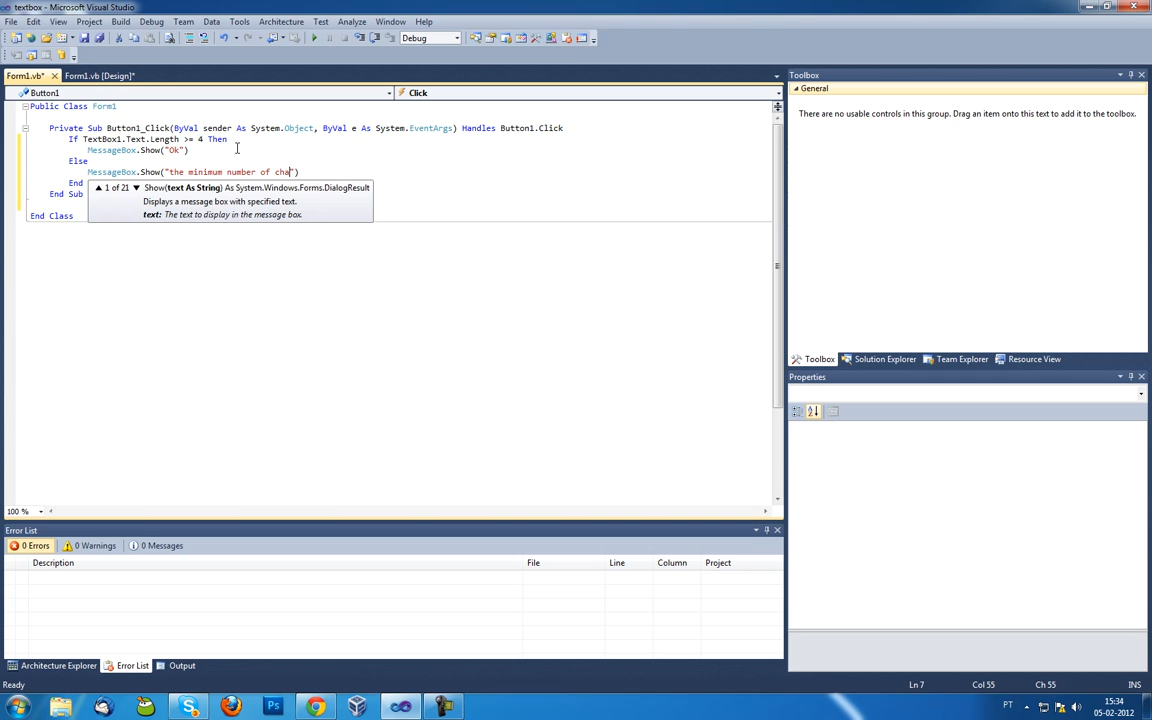 textbox - Microsoft Visual Studio
File Edit View Project Build Debug Team Data Tools Architecture Test Analyze Window Help
Debug
Form1.vb* Form1.vb [Design]*
Button1 Click
Public Class Form1
Private Sub Button1_Click(ByVal sender As System.Object, ByVal e As System.EventArgs) Handles Button1.Click
If TextBox1.Text.Length >= 4 Then
MessageBox.Show("Ok")
Else
MessageBox.Show("the minimum number of cha")
End
1 of 21 Show(text As String) As System.Windows.Forms.DialogResult
End Sub
Displays a message box with specified text.
text: The text to display in the message box.
End Class
100 %
Toolbox
General
There are no usable controls in this group. Drag an item onto this text to add it to the toolbox.
Toolbox Solution Explorer Team Explorer Resource View
Properties
Error List
0 Errors 0 Warnings 0 Messages
Description File Line Column Project
Architecture Explorer Error List Output
Ready Ln 7 Col 55 Ch 55 INS
PT 15:34
05-02-2012